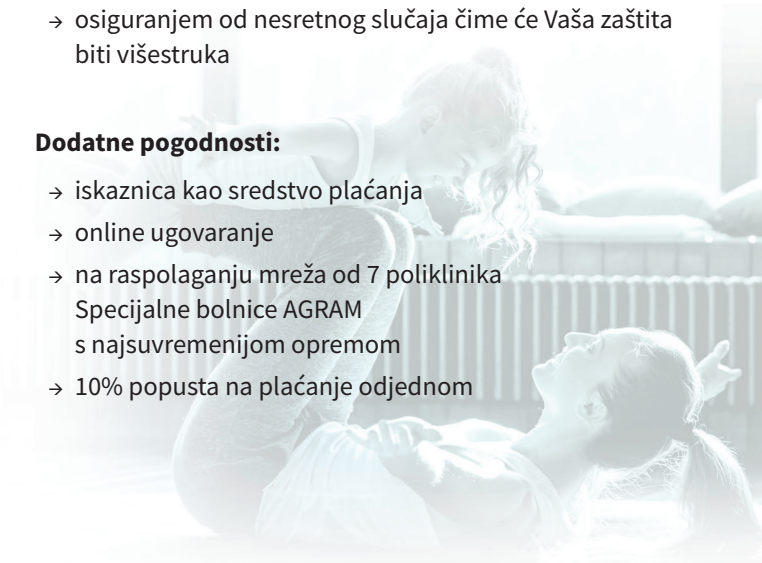 → osiguranjem od nesretnog slučaja čime će Vaša zaštita
biti višestruka
Dodatne pogodnosti:
→ iskaznica kao sredstvo plaćanja
→ online ugovaranje
→ na raspolaganju mreža od 7 poliklinika
Specijalne bolnice AGRAM
s najsuvremenijom opremom
→ 10% popusta na plaćanje odjednom